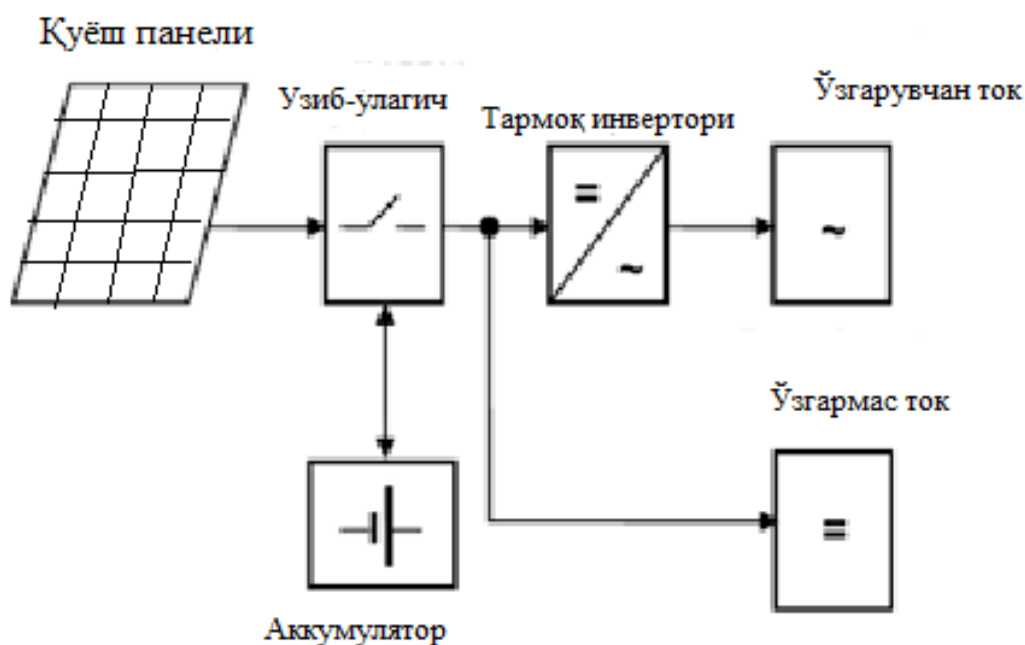 Қуёш панели
Узиб-улагич
Тармоқ инвертори
Ўзгарувчан ток
Ўзгармас ток
Аккумулятор